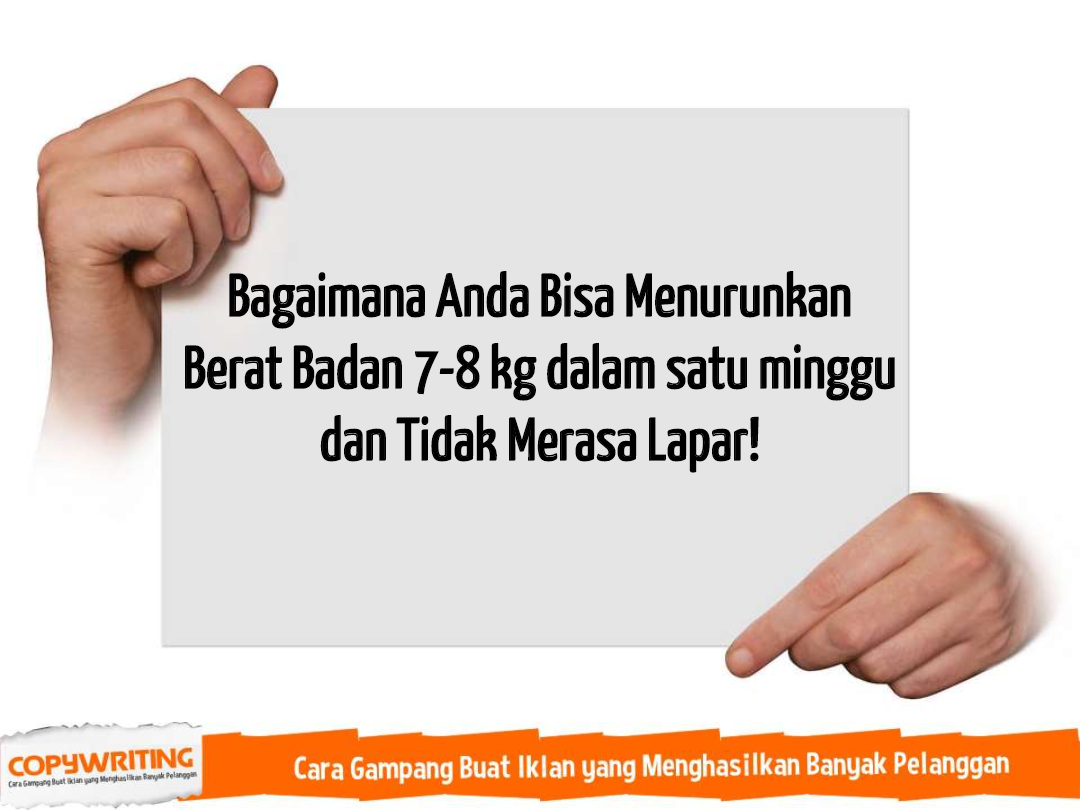 Bagaimana Anda Bisa Menurunkan
Berat Badan 7-8 kg dalam satu minggu
dan Tidak Merasa Lapar!
COPYWRITING
Cara Gampang Buat Iklan yang Menghasilkan Banyak Pelanggan
Cara Gampang Buat Iklan yang Menghasilkan Banyak Pelanggan